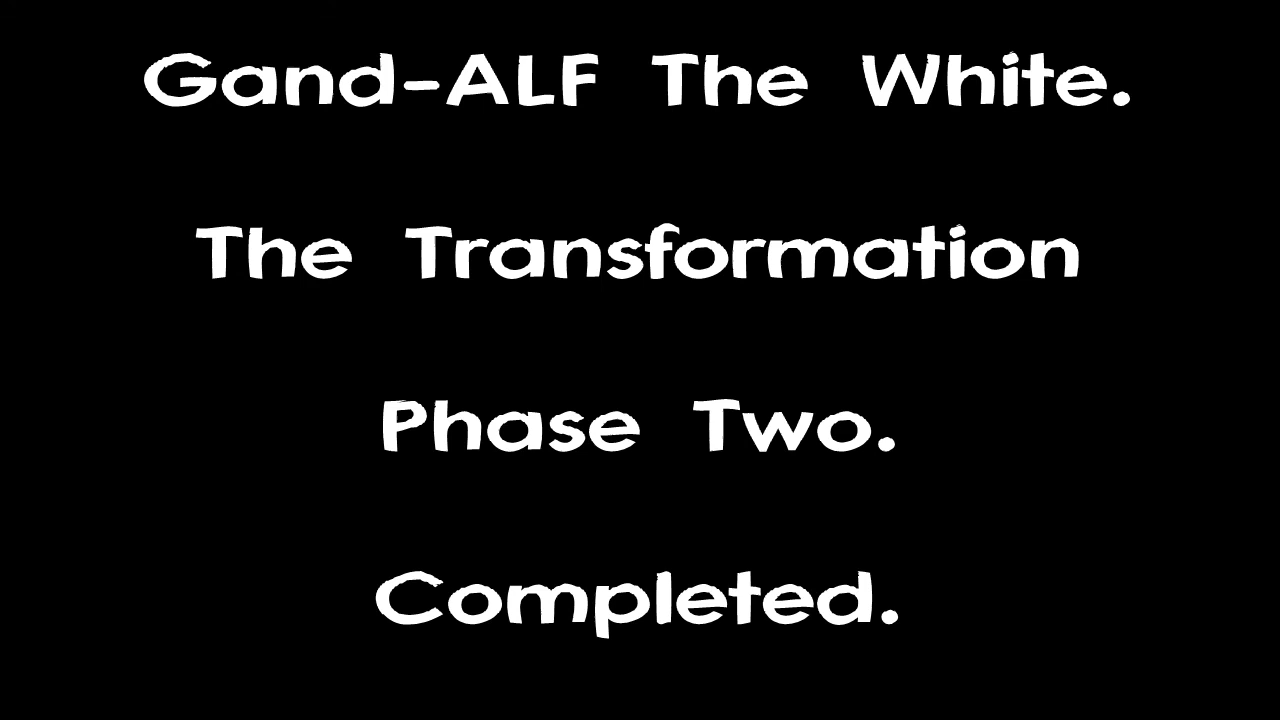 Gand-ALF The White.
The Transformation
Phase Two.
Completed.